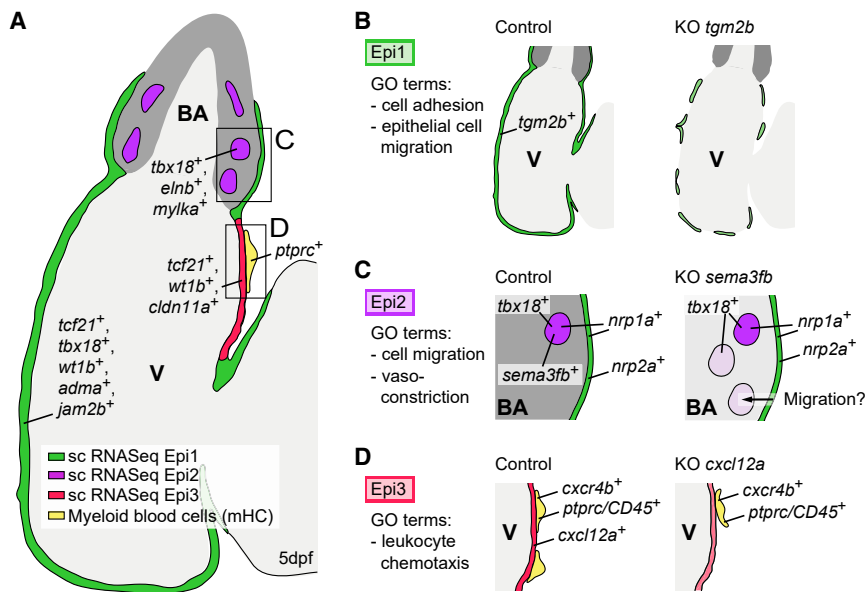 A
BA
C
tbx18+,
elnb+,
mylka+
D
ptprc+
tcf21+,
wt1b+,
cldn11a+
tcf21+,
tbx18+,
wt1b+,
adma+,
jam2b+
V
sc RNASeq Epi1
sc RNASeq Epi2
sc RNASeq Epi3
Myeloid blood cells (mHC)
5dpf
B
Epi1
GO terms:
- cell adhesion
- epithelial cell
migration
Control
tgm2b+
V
KO tgm2b
V
C
Epi2
GO terms:
- cell migration
- vaso-
constriction
Control
tbx18+
nrp1a+
sema3fb+
nrp2a+
BA
KO sema3fb
tbx18+
nrp1a+
nrp2a+
BA
Migration?
D
Epi3
GO terms:
- leukocyte
chemotaxis
Control
cxcr4b+
ptprc/CD45+
V
cxcl12a+
KO cxcl12a
cxcr4b+
ptprc/CD45+
V